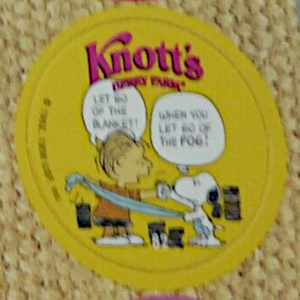 Knott's
BERRY FARM
LET GO
OF THE
BLANKET!
WHEN YOU
LET GO OF
THE POG!